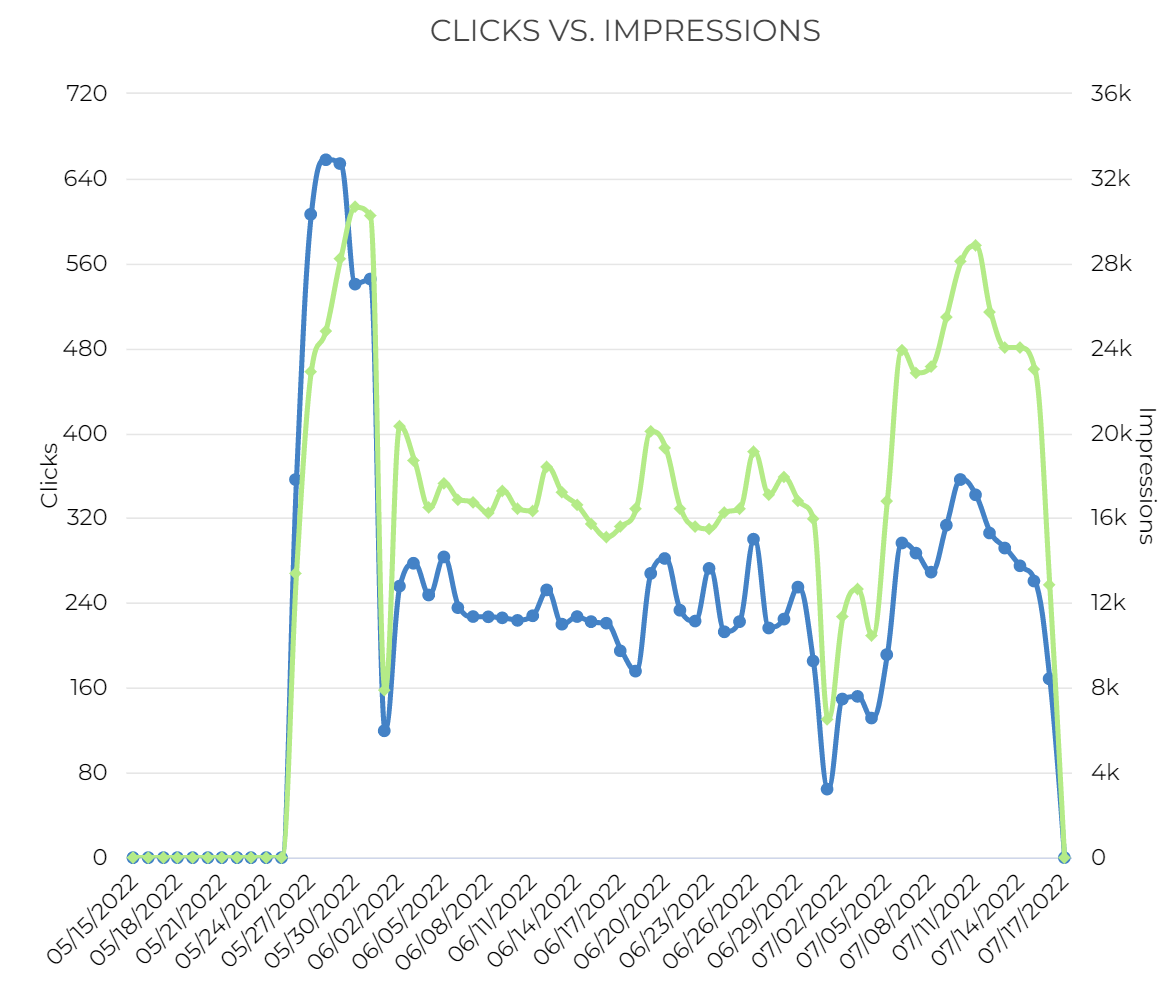 CLICKS VS. IMPRESSIONS
720
36k
640
32k
560
28k
480
24k
400
20k
320
16k
240
12k
160
8k
80
4k
0
0
Clicks
Impressions
05/15/2022
05/18/2022
05/21/2022
05/24/2022
05/27/2022
05/30/2022
06/02/2022
06/05/2022
06/08/2022
06/11/2022
06/14/2022
06/17/2022
06/20/2022
06/23/2022
06/26/2022
06/29/2022
07/02/2022
07/05/2022
07/08/2022
07/11/2022
07/14/2022
07/17/2022